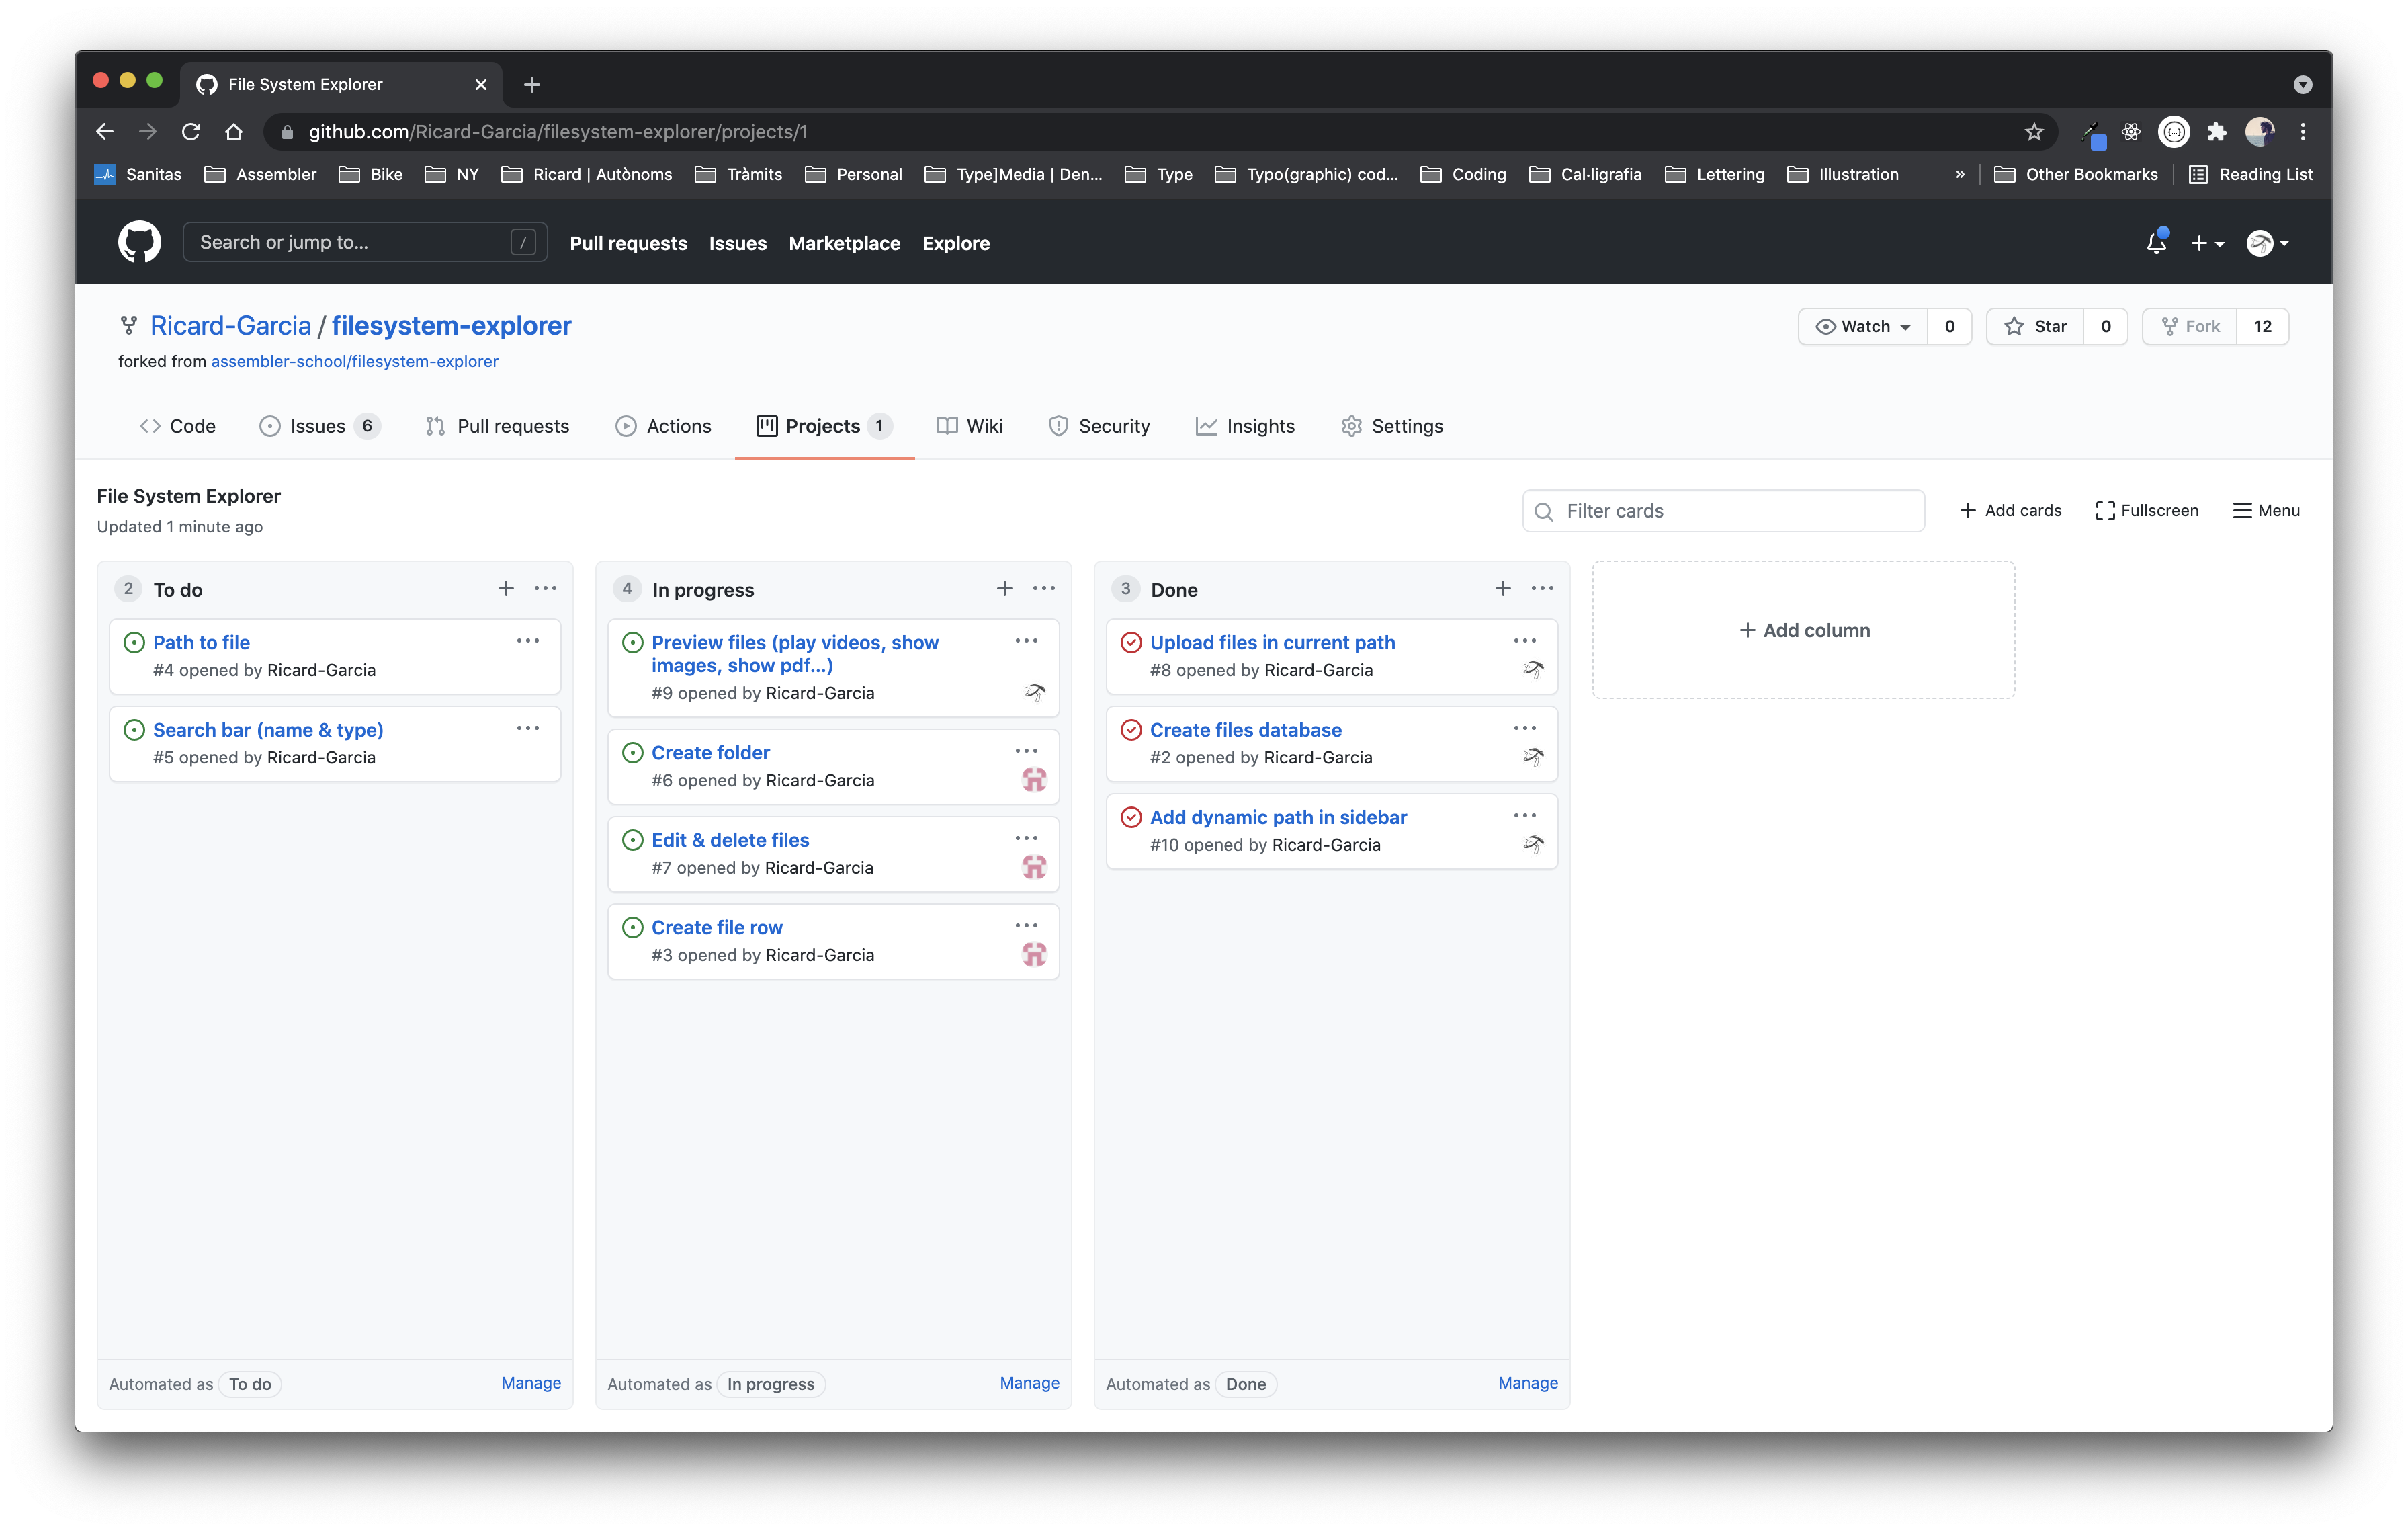 File System Explorer
github.com/Ricard-Garcia/filesystem-explorer/projects/1
Sanitas Assembler Bike NY Ricard | Autònoms Tràmits Personal Type]Media | Den... Type Typo(graphic) cod... Coding Cal·ligrafia Lettering Illustration » Other Bookmarks Reading List
Search or jump to... / Pull requests Issues Marketplace Explore
Ricard-Garcia / filesystem-explorer Watch 0 Star 0 Fork 12
forked from assembler-school/filesystem-explorer
Code Issues 6 Pull requests Actions Projects 1 Wiki Security Insights Settings
File System Explorer
Updated 1 minute ago
Filter cards Add cards Fullscreen Menu
2 To do
Path to file
#4 opened by Ricard-Garcia
Search bar (name & type)
#5 opened by Ricard-Garcia
Automated as To do Manage
4 In progress
Preview files (play videos, show
images, show pdf...)
#9 opened by Ricard-Garcia
Create folder
#6 opened by Ricard-Garcia
Edit & delete files
#7 opened by Ricard-Garcia
Create file row
#3 opened by Ricard-Garcia
Automated as In progress Manage
3 Done
Upload files in current path
#8 opened by Ricard-Garcia
Create files database
#2 opened by Ricard-Garcia
Add dynamic path in sidebar
#10 opened by Ricard-Garcia
Automated as Done Manage
+ Add column